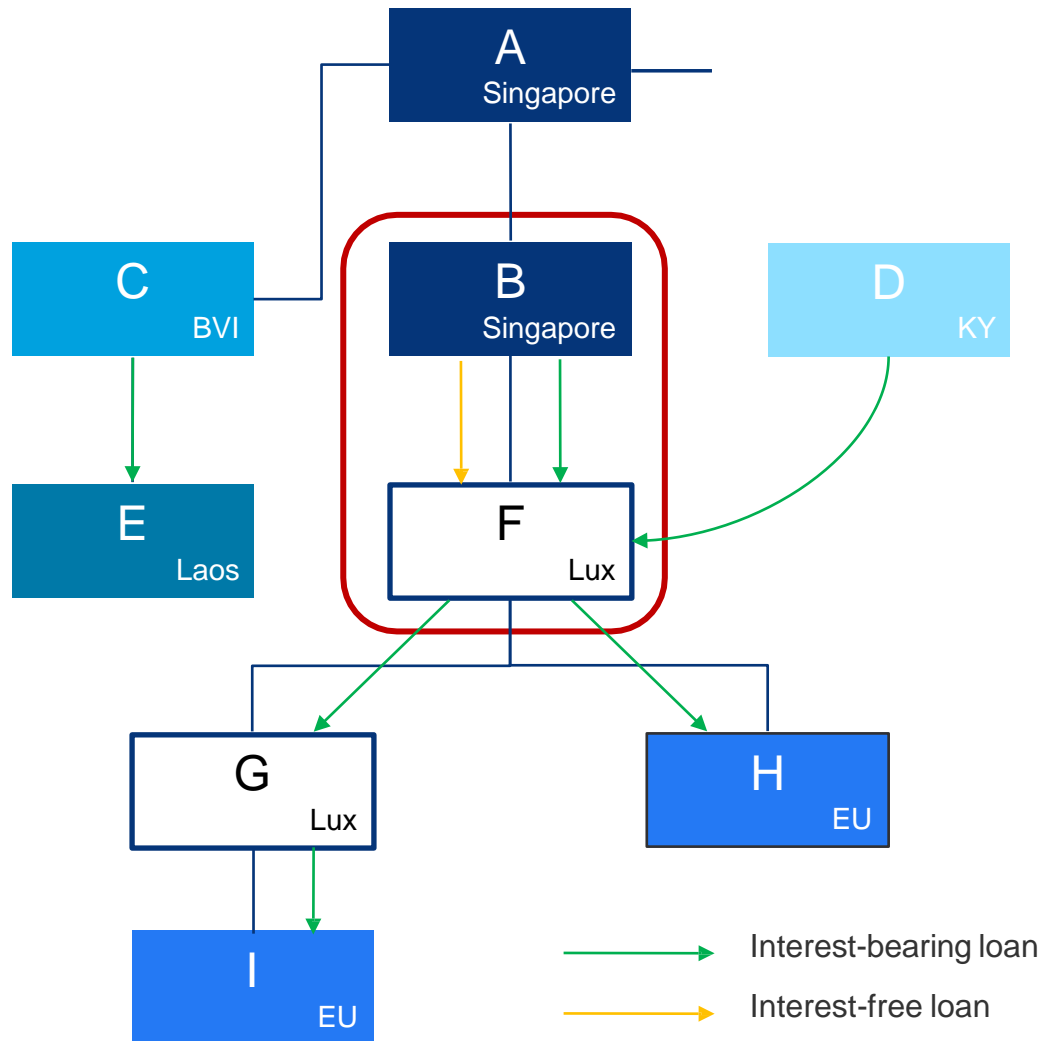 A
Singapore
C
BVI
B
Singapore
D
KY
E
Laos
F
Lux
G
Lux
H
EU
I
EU
Interest-bearing loan
Interest-free loan